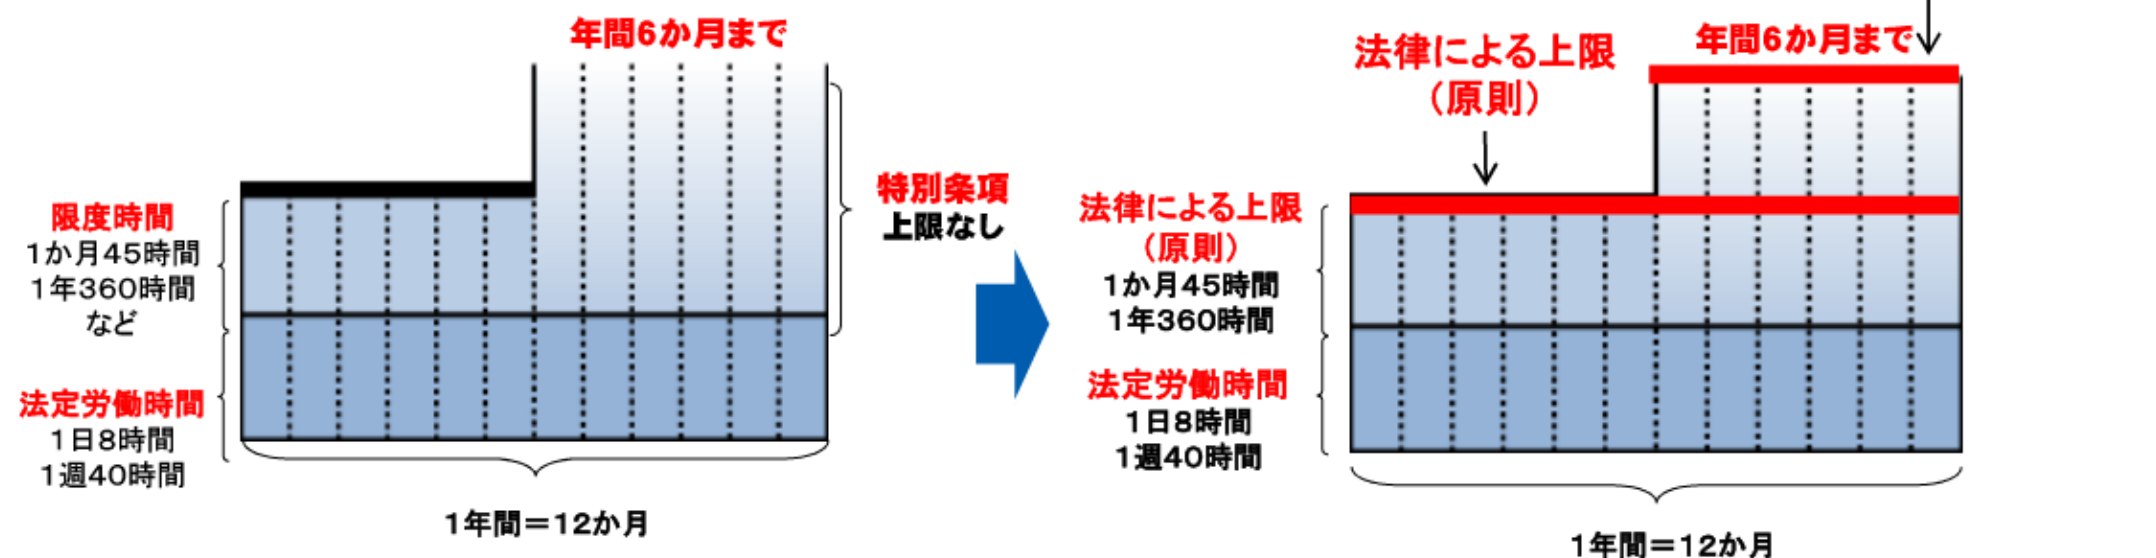 年間6か月まで
限度時間
1か月45時間
1年360時間
など
法定労働時間
1日8時間
1週40時間
特別条項
上限なし
1年間＝12か月
法律による上限
（原則）
年間6か月まで
法律による上限
（原則）
1か月45時間
1年360時間
法定労働時間
1日8時間
1週40時間
1年間＝12か月